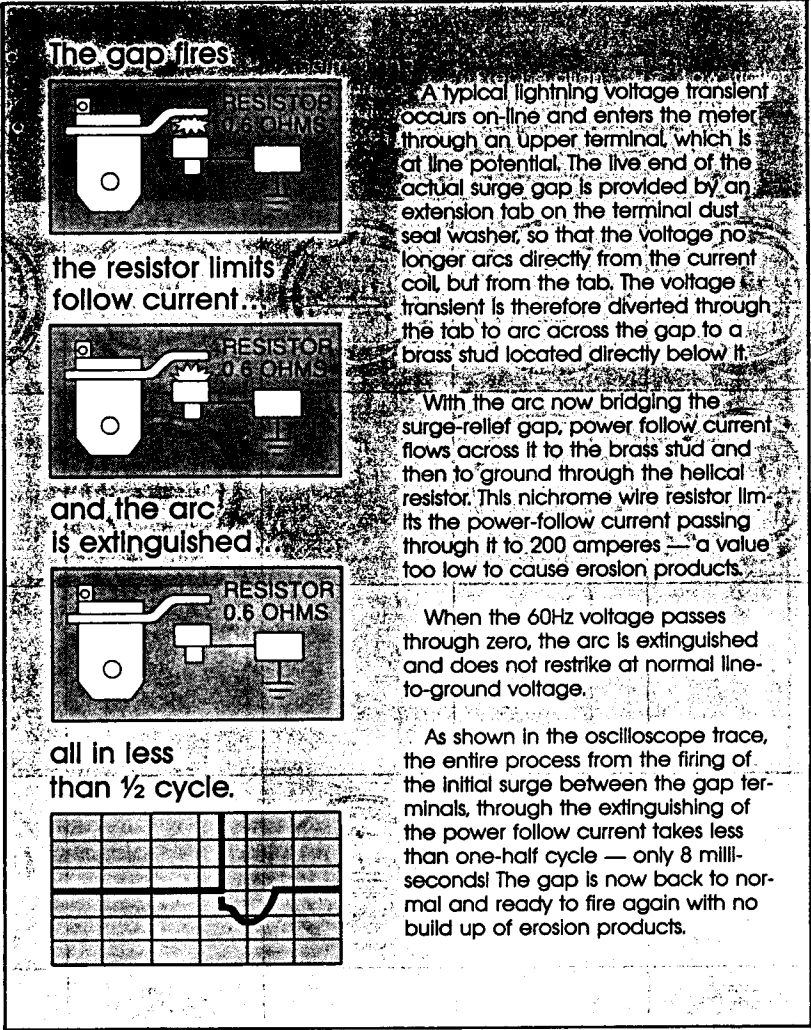 The gap fires
RESISTOR
0.6 OHMS
the resistor limits
follow current...
RESISTOR
0.6 OHMS
and the arc
is extinguished...
RESISTOR
0.6 OHMS
all in less
than ½ cycle.
A typical lightning voltage transient
occurs on-line and enters the meter
through an upper terminal, which is
at line potential. The live end of the
actual surge gap is provided by an
extension tab on the terminal dust
seal washer, so that the voltage no
longer arcs directly from the current
coil, but from the tab. The voltage
transient is therefore diverted through
the tab to arc across the gap to a
brass stud located directly below it.
With the arc now bridging the
surge-relief gap, power follow current
flows across it to the brass stud and
then to ground through the helical
resistor. This nichrome wire resistor lim-
its the power-follow current passing
through it to 200 amperes — a value
too low to cause erosion products.
When the 60Hz voltage passes
through zero, the arc is extinguished
and does not restrike at normal line-
to-ground voltage.
As shown in the oscilloscope trace,
the entire process from the firing of
the initial surge between the gap ter-
minals, through the extinguishing of
the power follow current takes less
than one-half cycle — only 8 milli-
seconds! The gap is now back to nor-
mal and ready to fire again with no
build up of erosion products.